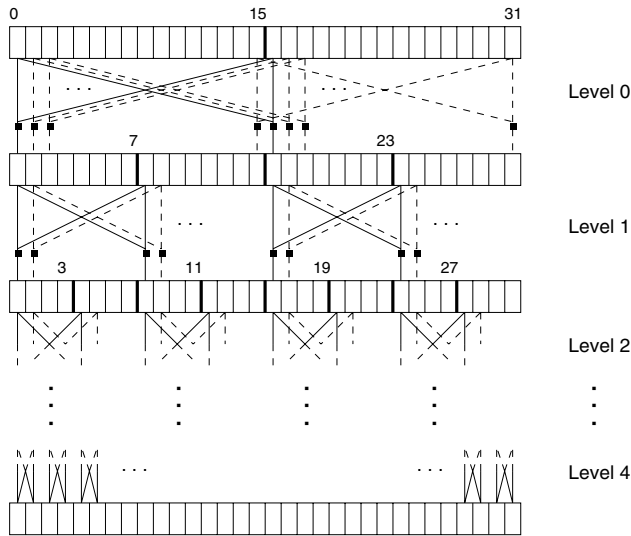 0 15 31
. . . . . . Level 0
7 23
. . . . . . Level 1
3 11 19 27
Level 2
. . . . . . Level 4